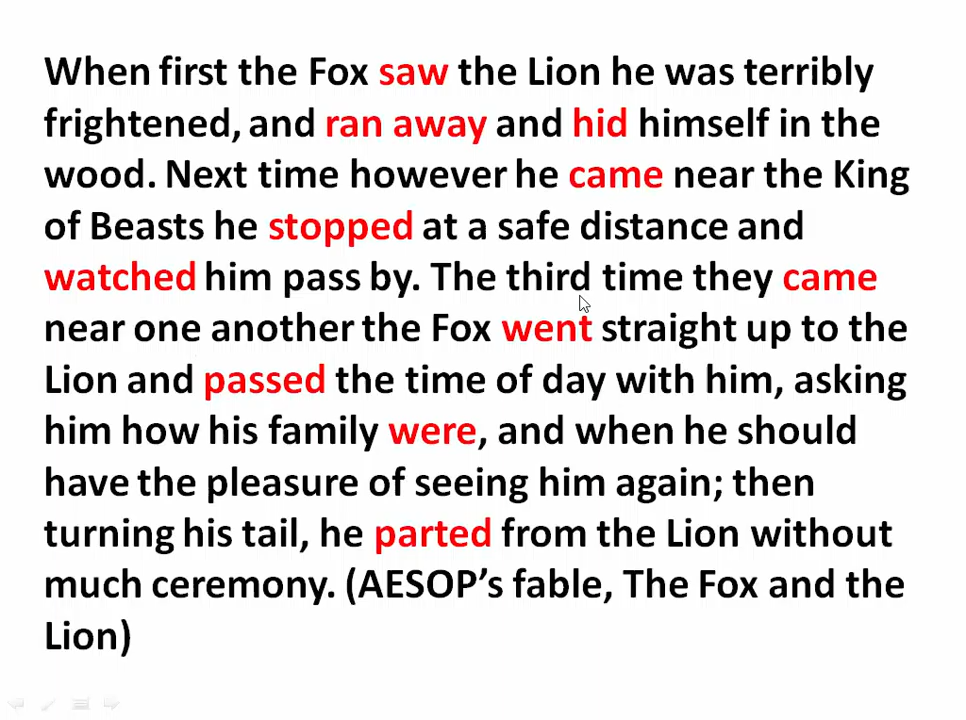 When first the Fox saw the Lion he was terribly
frightened, and ran away and hid himself in the
wood. Next time however he came near the King
of Beasts he stopped at a safe distance and
watched him pass by. The third time they came
near one another the Fox went straight up to the
Lion and passed the time of day with him, asking
him how his family were, and when he should
have the pleasure of seeing him again; then
turning his tail, he parted from the Lion without
much ceremony. (AESOP’s fable, The Fox and the
Lion)